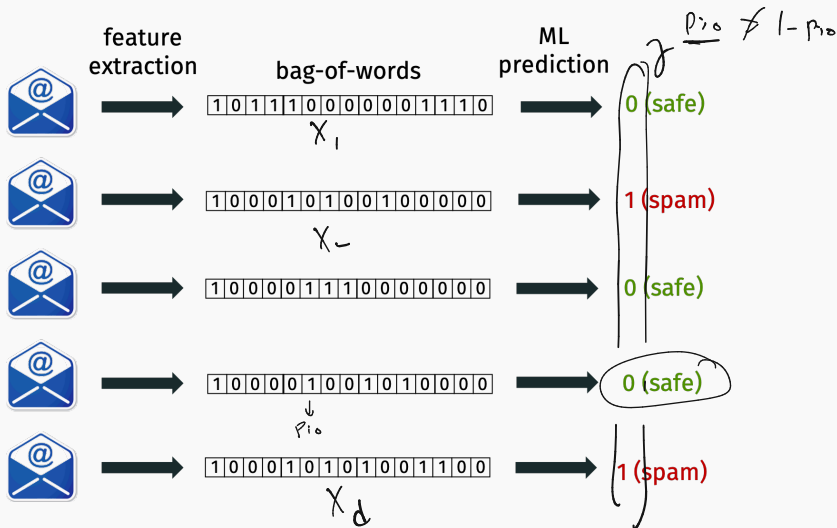 pio ≯ 1-pio
feature extraction
bag-of-words
ML prediction
@
1 0 1 1 1 0 0 0 0 0 0 1 1 1 0
0 (safe)
X1
@
1 0 0 0 1 0 1 0 0 1 0 0 0 0 0
1 (spam)
X
@
1 0 0 0 0 1 1 1 0 0 0 0 0 0 0
0 (safe)
@
1 0 0 0 0 1 0 0 1 0 1 0 0 0 0
0 (safe)
pio
@
1 0 0 0 1 0 1 0 1 0 0 1 1 0 0
1 (spam)
Xd